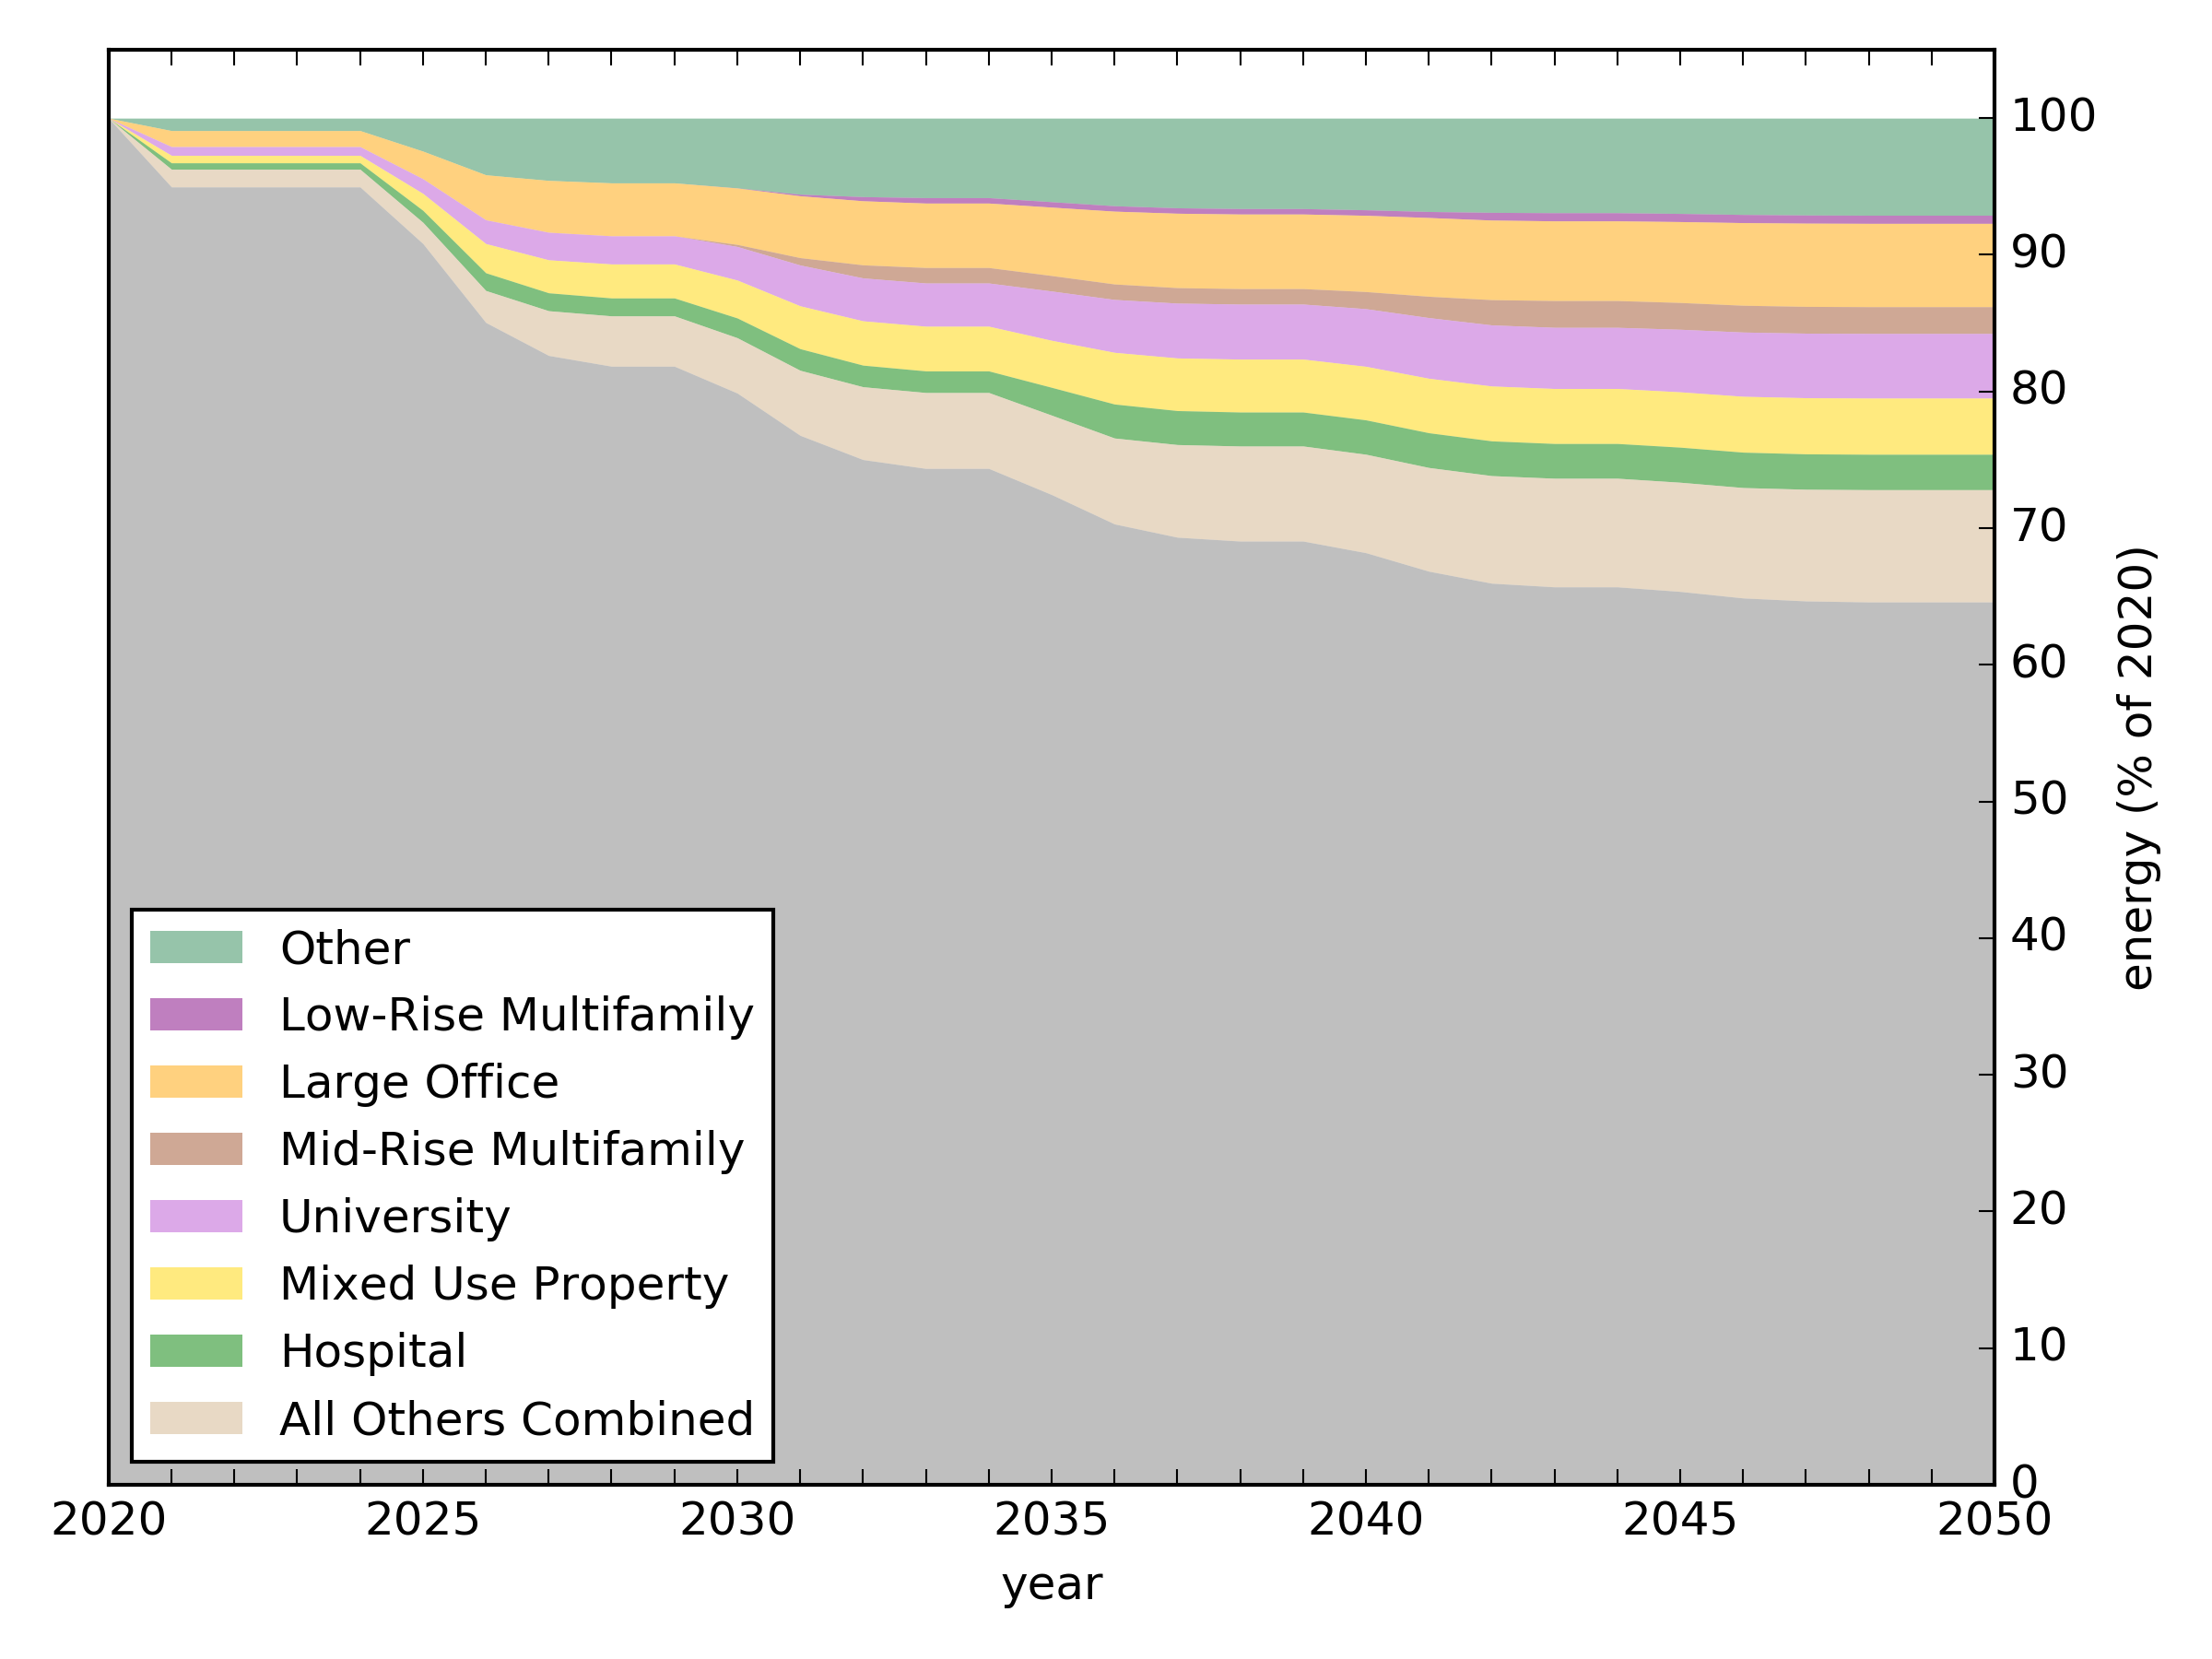 100
90
80
70
60
50
40
30
20
10
0
energy (% of 2020)
Other
Low-Rise Multifamily
Large Office
Mid-Rise Multifamily
University
Mixed Use Property
Hospital
All Others Combined
2020 2025 2030 2035 2040 2045 2050
year